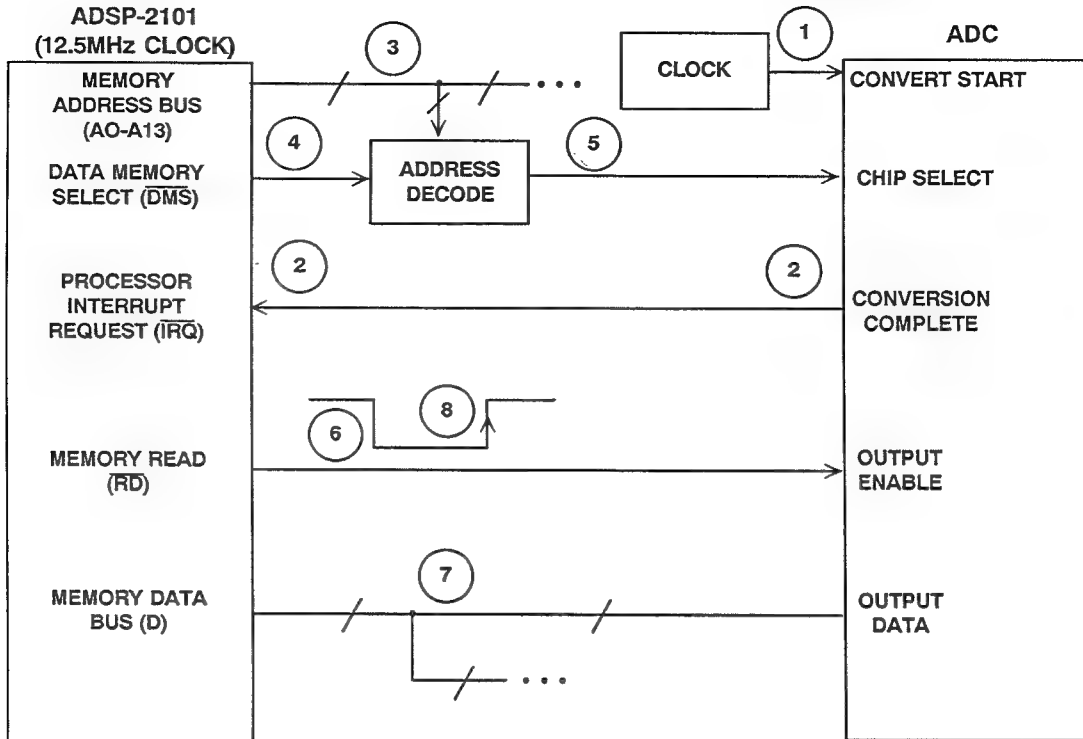 ADSP-2101
(12.5MHz CLOCK)
ADC
MEMORY
ADDRESS BUS
(AO-A13)
3
CLOCK
1
CONVERT START
DATA MEMORY
SELECT (DMS)
4
ADDRESS
DECODE
5
CHIP SELECT
PROCESSOR
INTERRUPT
REQUEST (IRQ)
2
2
CONVERSION
COMPLETE
6
8
MEMORY READ
(RD)
OUTPUT
ENABLE
7
MEMORY DATA
BUS (D)
OUTPUT
DATA